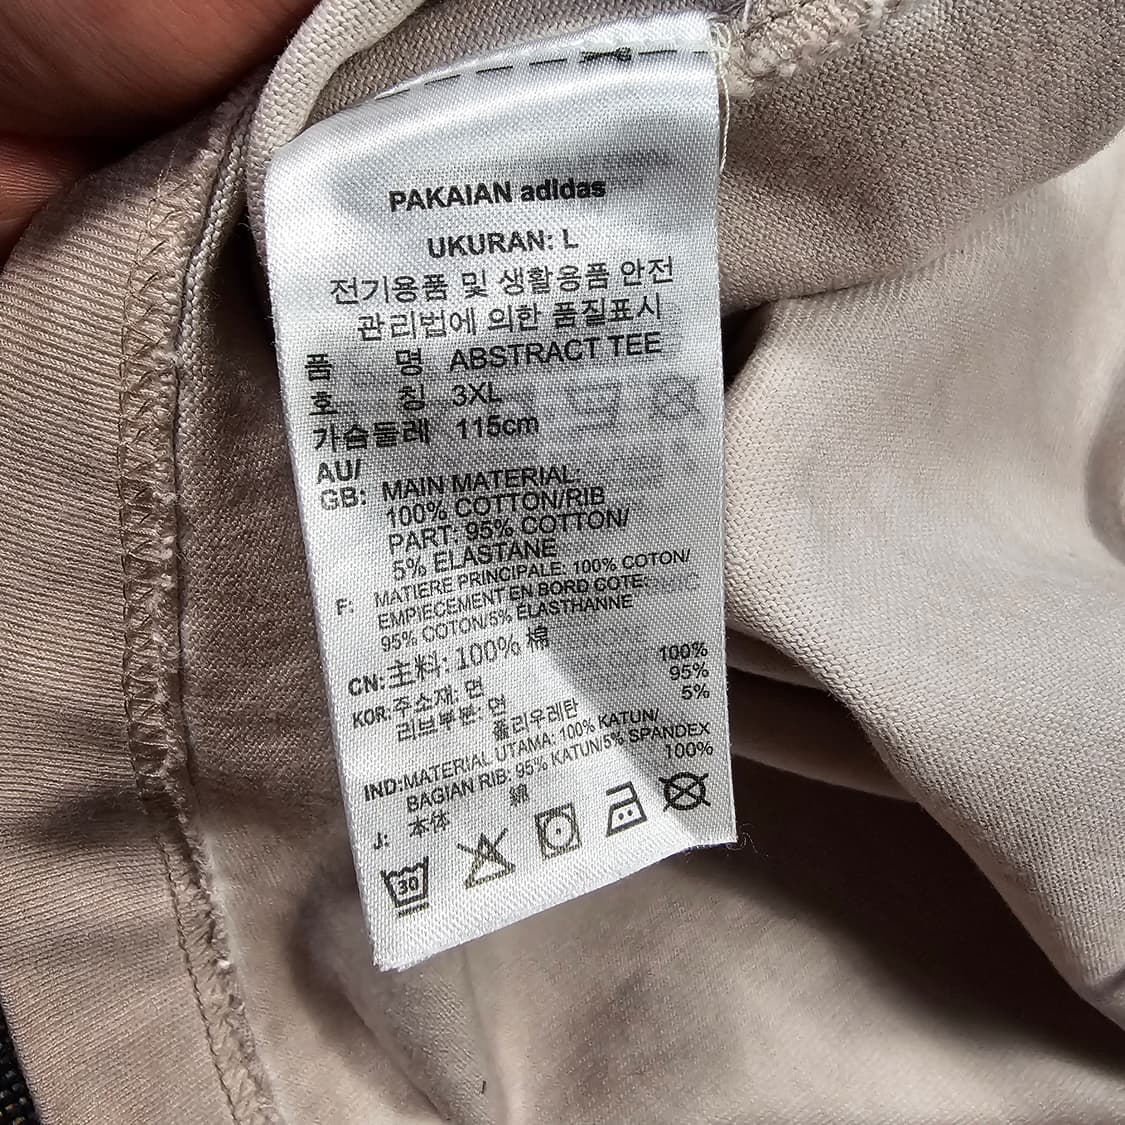 PAKAIAN adidas
UKURAN: L
전기용품 및 생활용품 안전
관리법에 의한 품질표시
품 명 ABSTRACT TEE
호 칭 3XL
가슴둘레 115cm
AU/
GB: MAIN MATERIAL:
100% COTTON/RIB
PART: 95% COTTON/
5% ELASTANE
F: MATIERE PRINCIPALE: 100% COTON/
EMPIECEMENT EN BORD COTE:
95% COTON/5% ELASTHANNE
CN: 主料: 100% 棉
KOR: 주소재: 면 100%
리브부분: 면 95%
폴리우레탄 5%
IND: MATERIAL UTAMA: 100% KATUN/
BAGIAN RIB: 95% KATUN/5% SPANDEX
J: 本体 綿 100%
30